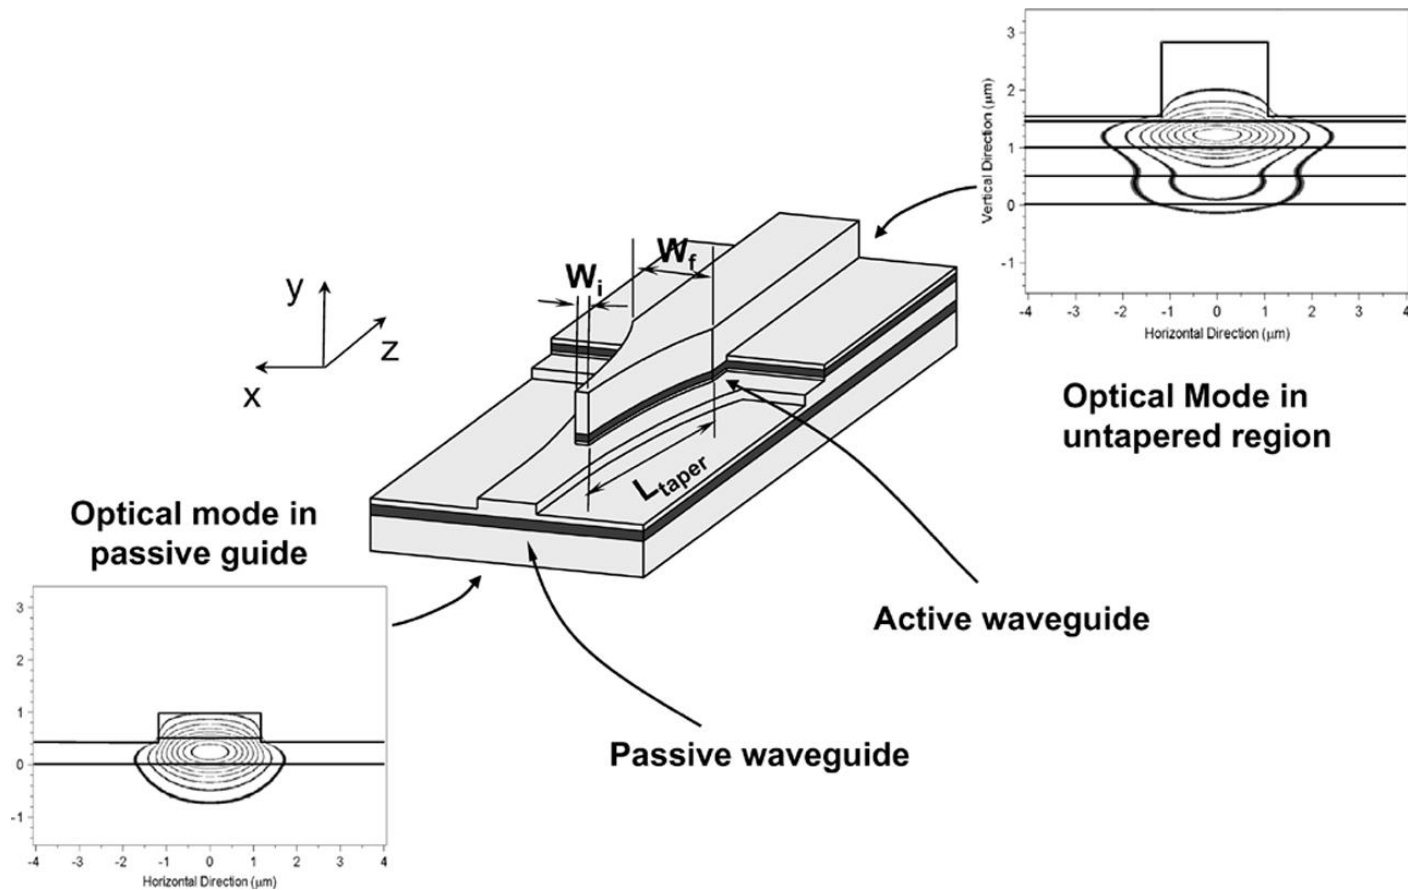 3
2
1
0
-1
Vertical Direction (μm)
-4 -3 -2 -1 0 1 2 3 4
Horizontal Direction (μm)
Optical Mode in
untapered region
Wf
Wi
y
z
x
Ltaper
Optical mode in
passive guide
Active waveguide
Passive waveguide
3
2
1
0
-1
-4 -3 -2 -1 0 1 2 3 4
Horizontal Direction (μm)